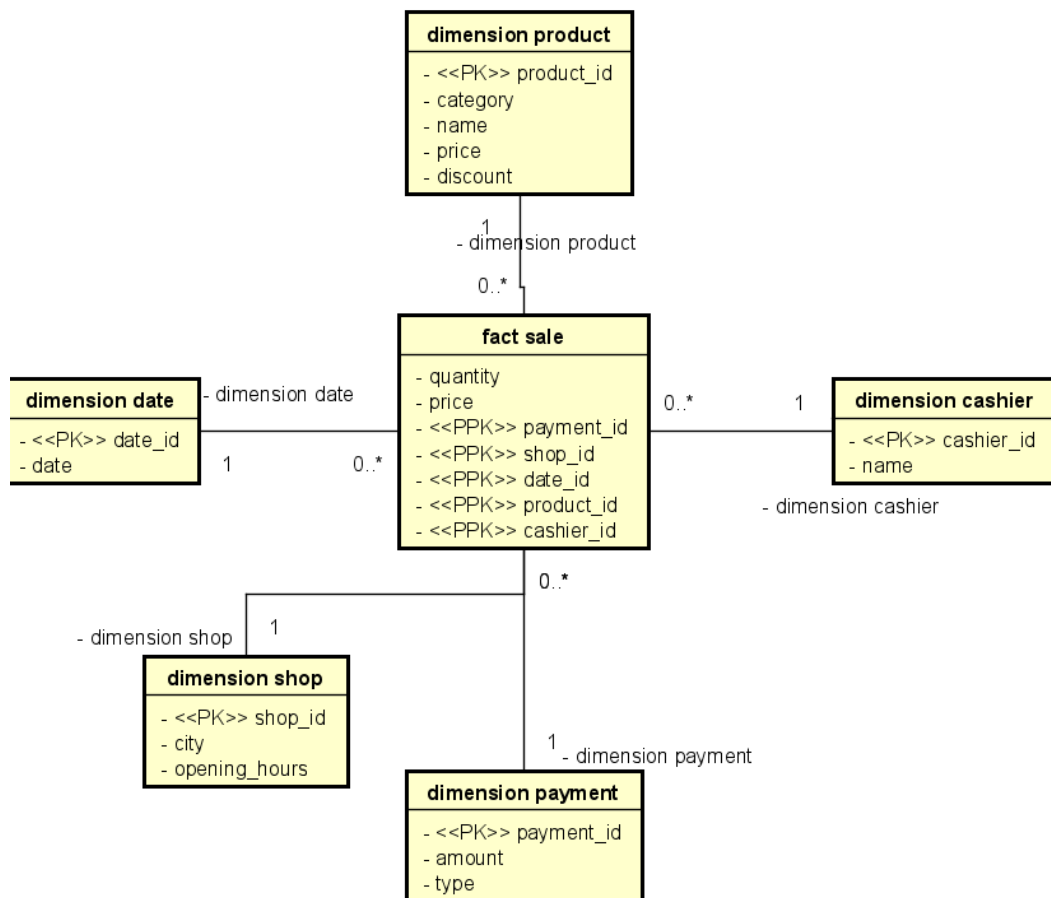 dimension product
- <<PK>> product_id
- category
- name
- price
- discount
1
- dimension product
0..*
fact sale
- quantity
- price
- <<PPK>> payment_id
- <<PPK>> shop_id
- <<PPK>> date_id
- <<PPK>> product_id
- <<PPK>> cashier_id
dimension date
- <<PK>> date_id
- date
- dimension date
1
0..*
0..*
1
dimension cashier
- <<PK>> cashier_id
- name
- dimension cashier
0..*
1
- dimension shop
dimension shop
- <<PK>> shop_id
- city
- opening_hours
1
- dimension payment
dimension payment
- <<PK>> payment_id
- amount
- type